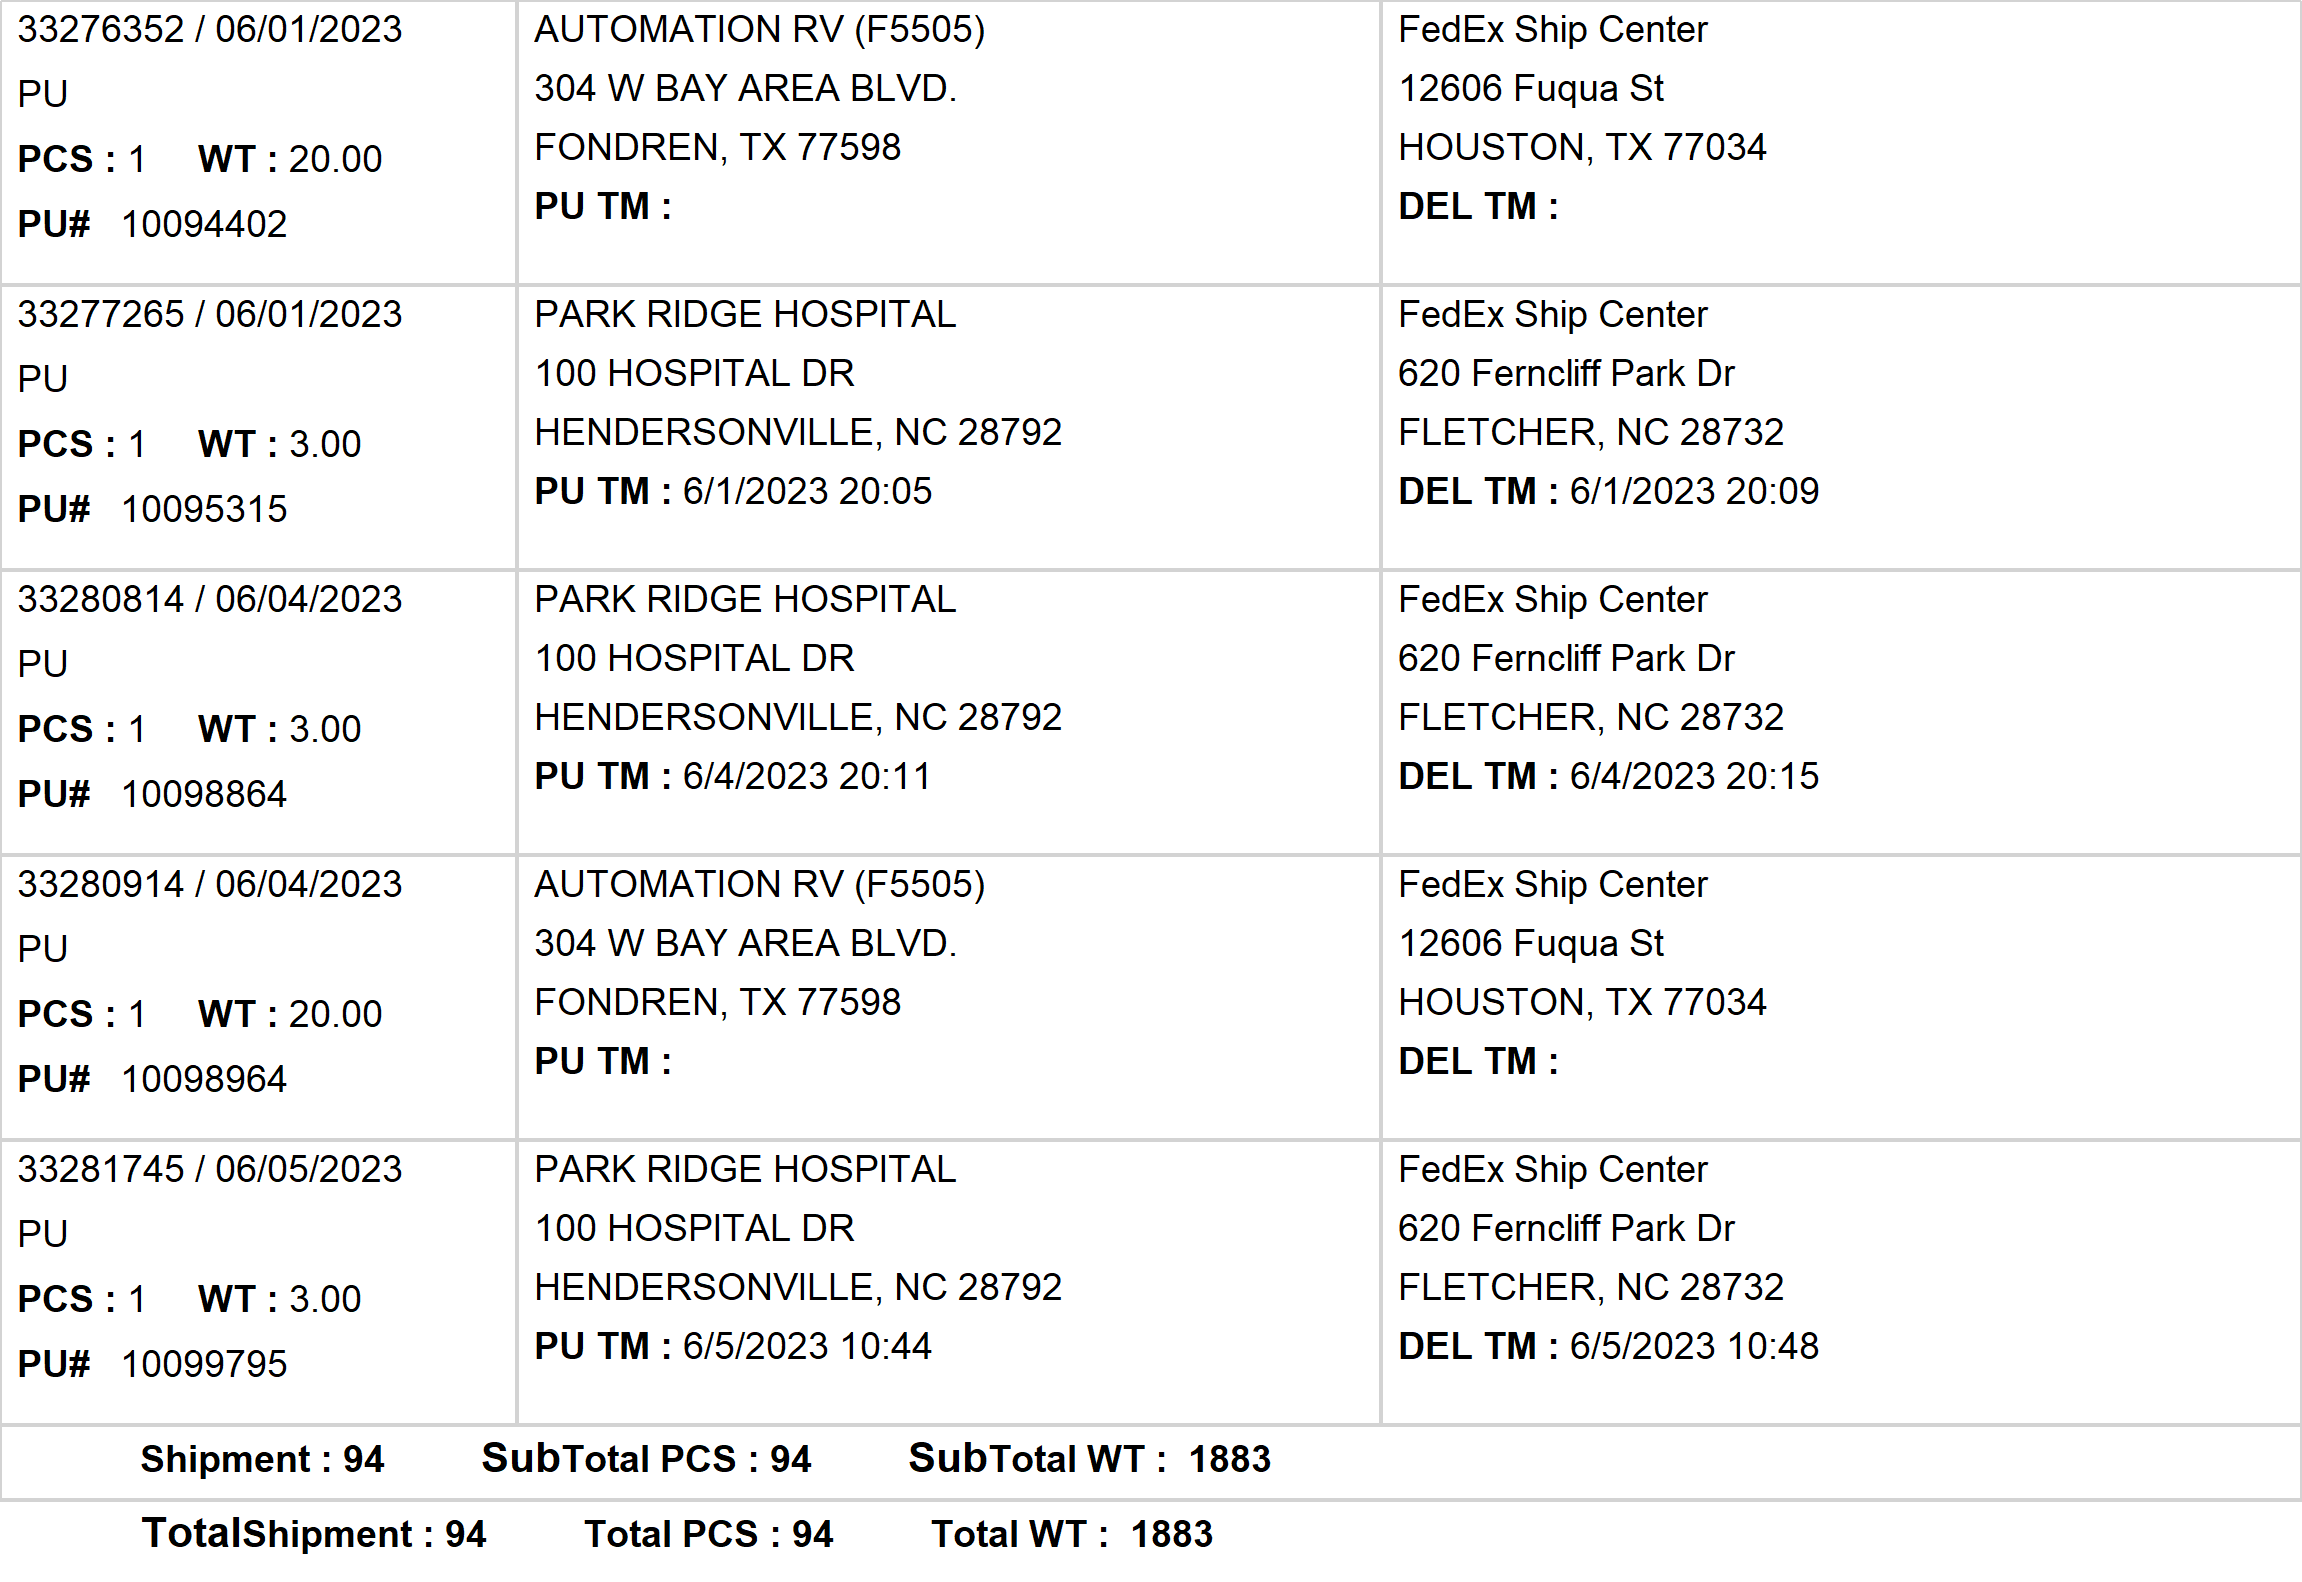 33276352 / 06/01/2023
PU
PCS : 1 WT : 20.00
PU# 10094402
AUTOMATION RV (F5505)
304 W BAY AREA BLVD.
FONDREN, TX 77598
PU TM :
FedEx Ship Center
12606 Fuqua St
HOUSTON, TX 77034
DEL TM :
33277265 / 06/01/2023
PU
PCS : 1 WT : 3.00
PU# 10095315
PARK RIDGE HOSPITAL
100 HOSPITAL DR
HENDERSONVILLE, NC 28792
PU TM : 6/1/2023 20:05
FedEx Ship Center
620 Ferncliff Park Dr
FLETCHER, NC 28732
DEL TM : 6/1/2023 20:09
33280814 / 06/04/2023
PU
PCS : 1 WT : 3.00
PU# 10098864
PARK RIDGE HOSPITAL
100 HOSPITAL DR
HENDERSONVILLE, NC 28792
PU TM : 6/4/2023 20:11
FedEx Ship Center
620 Ferncliff Park Dr
FLETCHER, NC 28732
DEL TM : 6/4/2023 20:15
33280914 / 06/04/2023
PU
PCS : 1 WT : 20.00
PU# 10098964
AUTOMATION RV (F5505)
304 W BAY AREA BLVD.
FONDREN, TX 77598
PU TM :
FedEx Ship Center
12606 Fuqua St
HOUSTON, TX 77034
DEL TM :
33281745 / 06/05/2023
PU
PCS : 1 WT : 3.00
PU# 10099795
PARK RIDGE HOSPITAL
100 HOSPITAL DR
HENDERSONVILLE, NC 28792
PU TM : 6/5/2023 10:44
FedEx Ship Center
620 Ferncliff Park Dr
FLETCHER, NC 28732
DEL TM : 6/5/2023 10:48
Shipment : 94 SubTotal PCS : 94 SubTotal WT : 1883
TotalShipment : 94 Total PCS : 94 Total WT : 1883